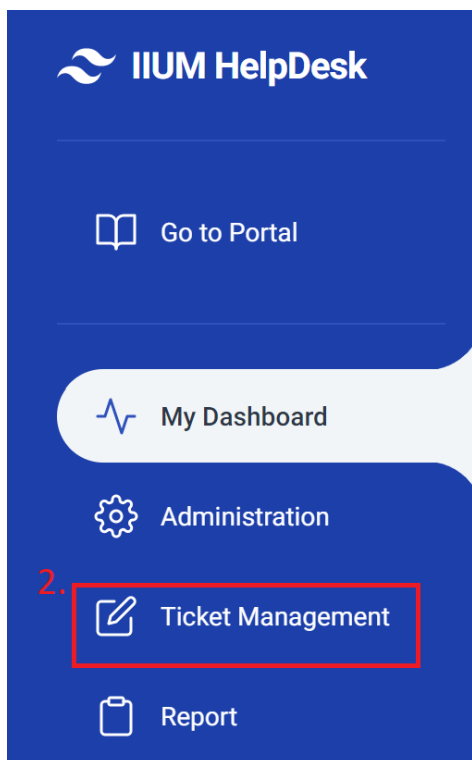 IIUM HelpDesk
Go to Portal
My Dashboard
Administration
2.
Ticket Management
Report